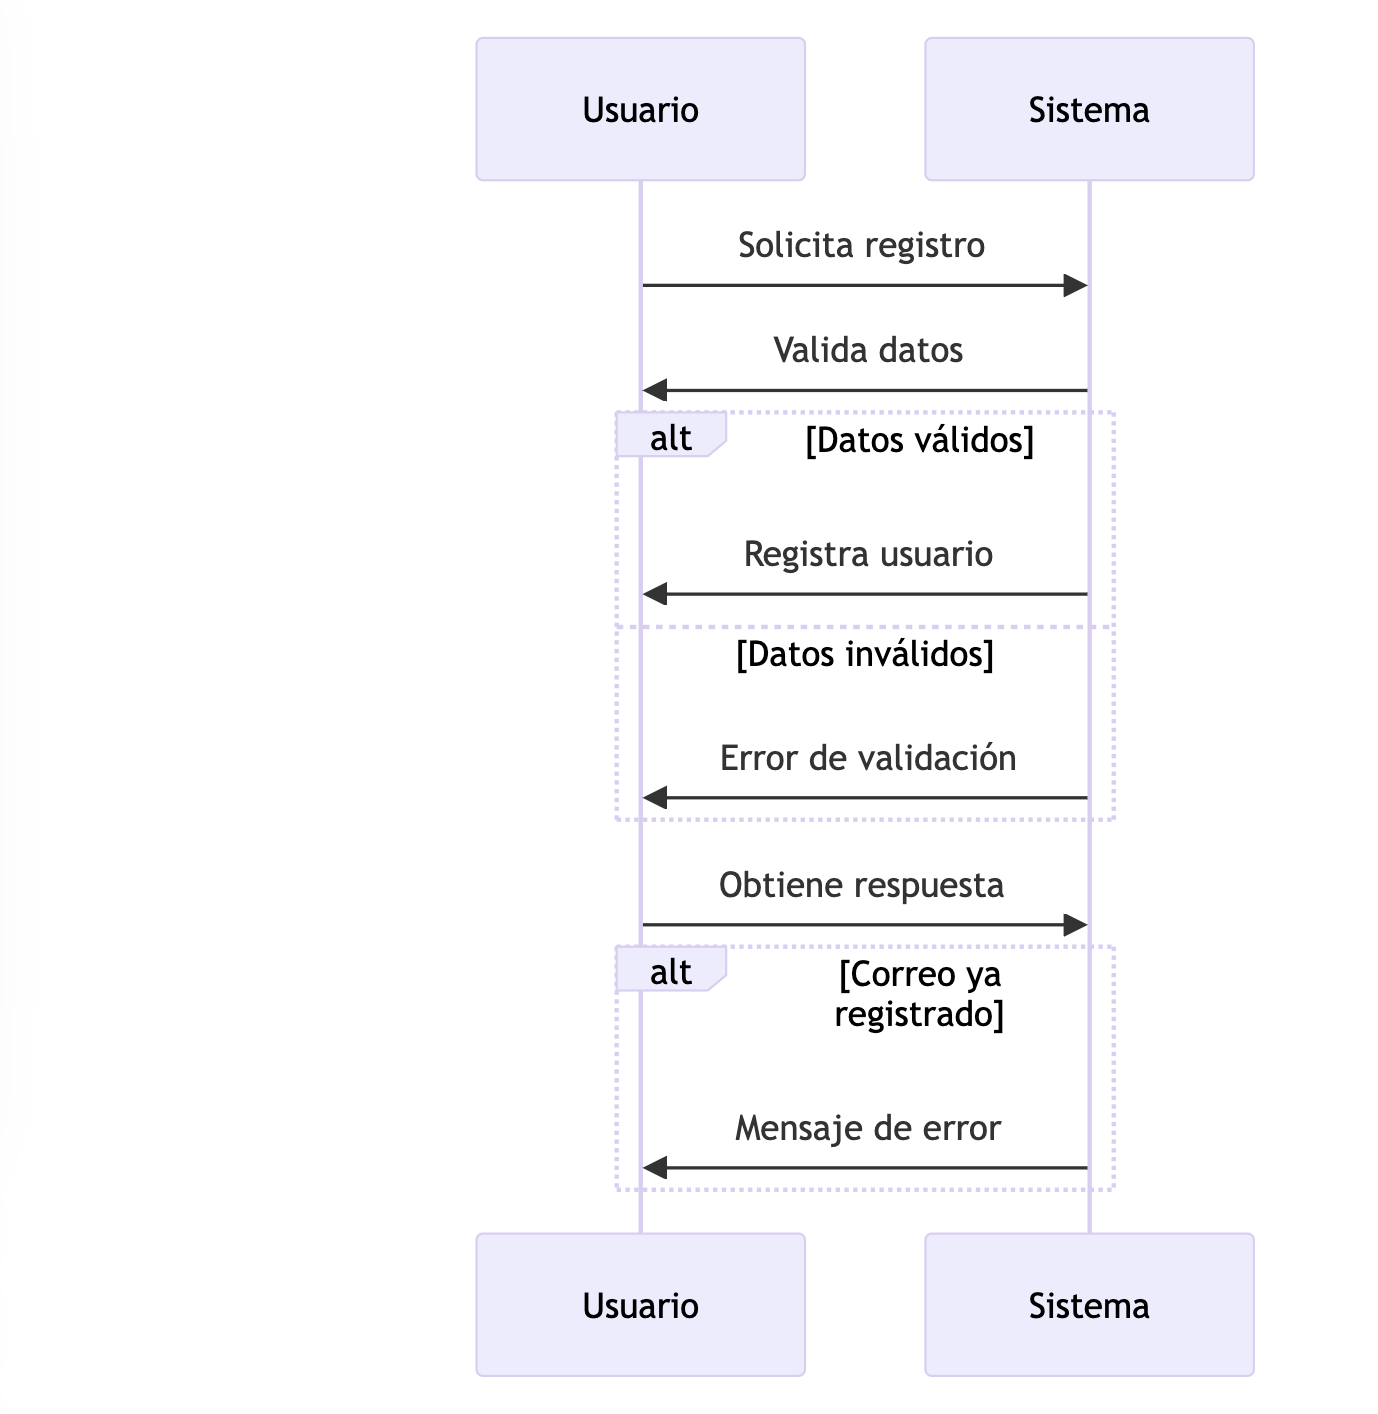 Usuario
Sistema
Solicita registro
Valida datos
alt
[Datos válidos]
Registra usuario
[Datos inválidos]
Error de validación
Obtiene respuesta
alt
[Correo ya
registrado]
Mensaje de error
Usuario
Sistema